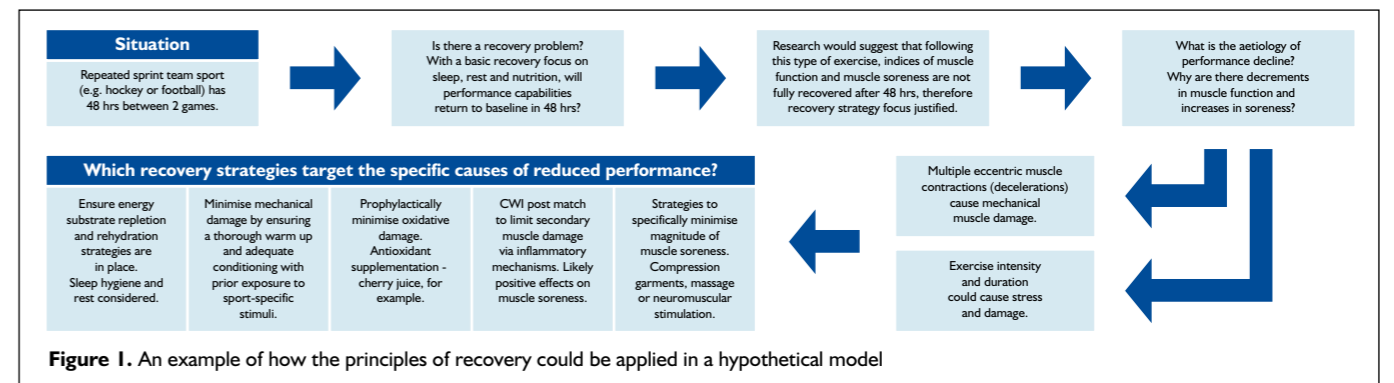 Situation
Repeated sprint team sport
(e.g. hockey or football) has
48 hrs between 2 games.
Is there a recovery problem?
With a basic recovery focus on
sleep, rest and nutrition, will
performance capabilities
return to baseline in 48 hrs?
Research would suggest that following
this type of exercise, indices of muscle
function and muscle soreness are not
fully recovered after 48 hrs, therefore
recovery strategy focus justified.
What is the aetiology of
performance decline?
Why are there decrements
in muscle function and
increases in soreness?
Multiple eccentric muscle
contractions (decelerations)
cause mechanical
muscle damage.
Exercise intensity
and duration
could cause stress
and damage.
Which recovery strategies target the specific causes of reduced performance?
Ensure energy
substrate repletion
and rehydration
strategies are
in place.
Sleep hygiene and
rest considered.
Minimise mechanical
damage by ensuring
a thorough warm up
and adequate
conditioning with
prior exposure to
sport-specific
stimuli.
Prophylactically
minimise oxidative
damage.
Antioxidant
supplementation -
cherry juice, for
example.
CWI post match
to limit secondary
muscle damage
via inflammatory
mechanisms. Likely
positive effects on
muscle soreness.
Strategies to
specifically minimise
magnitude of
muscle soreness.
Compression
garments, massage
or neuromuscular
stimulation.
Figure 1. An example of how the principles of recovery could be applied in a hypothetical model